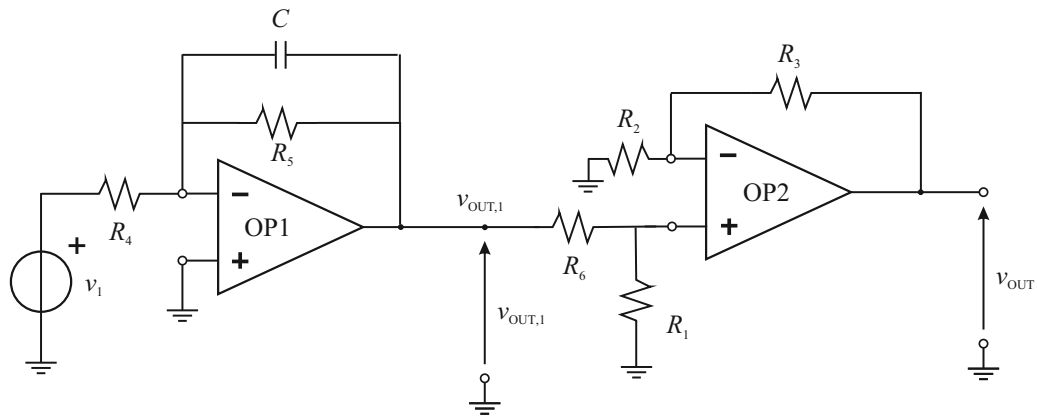 C
R5
R3
R2
R4
R6
R1
OP1
OP2
−
+
−
+
+
v1
vOUT,1
vOUT,1
vOUT